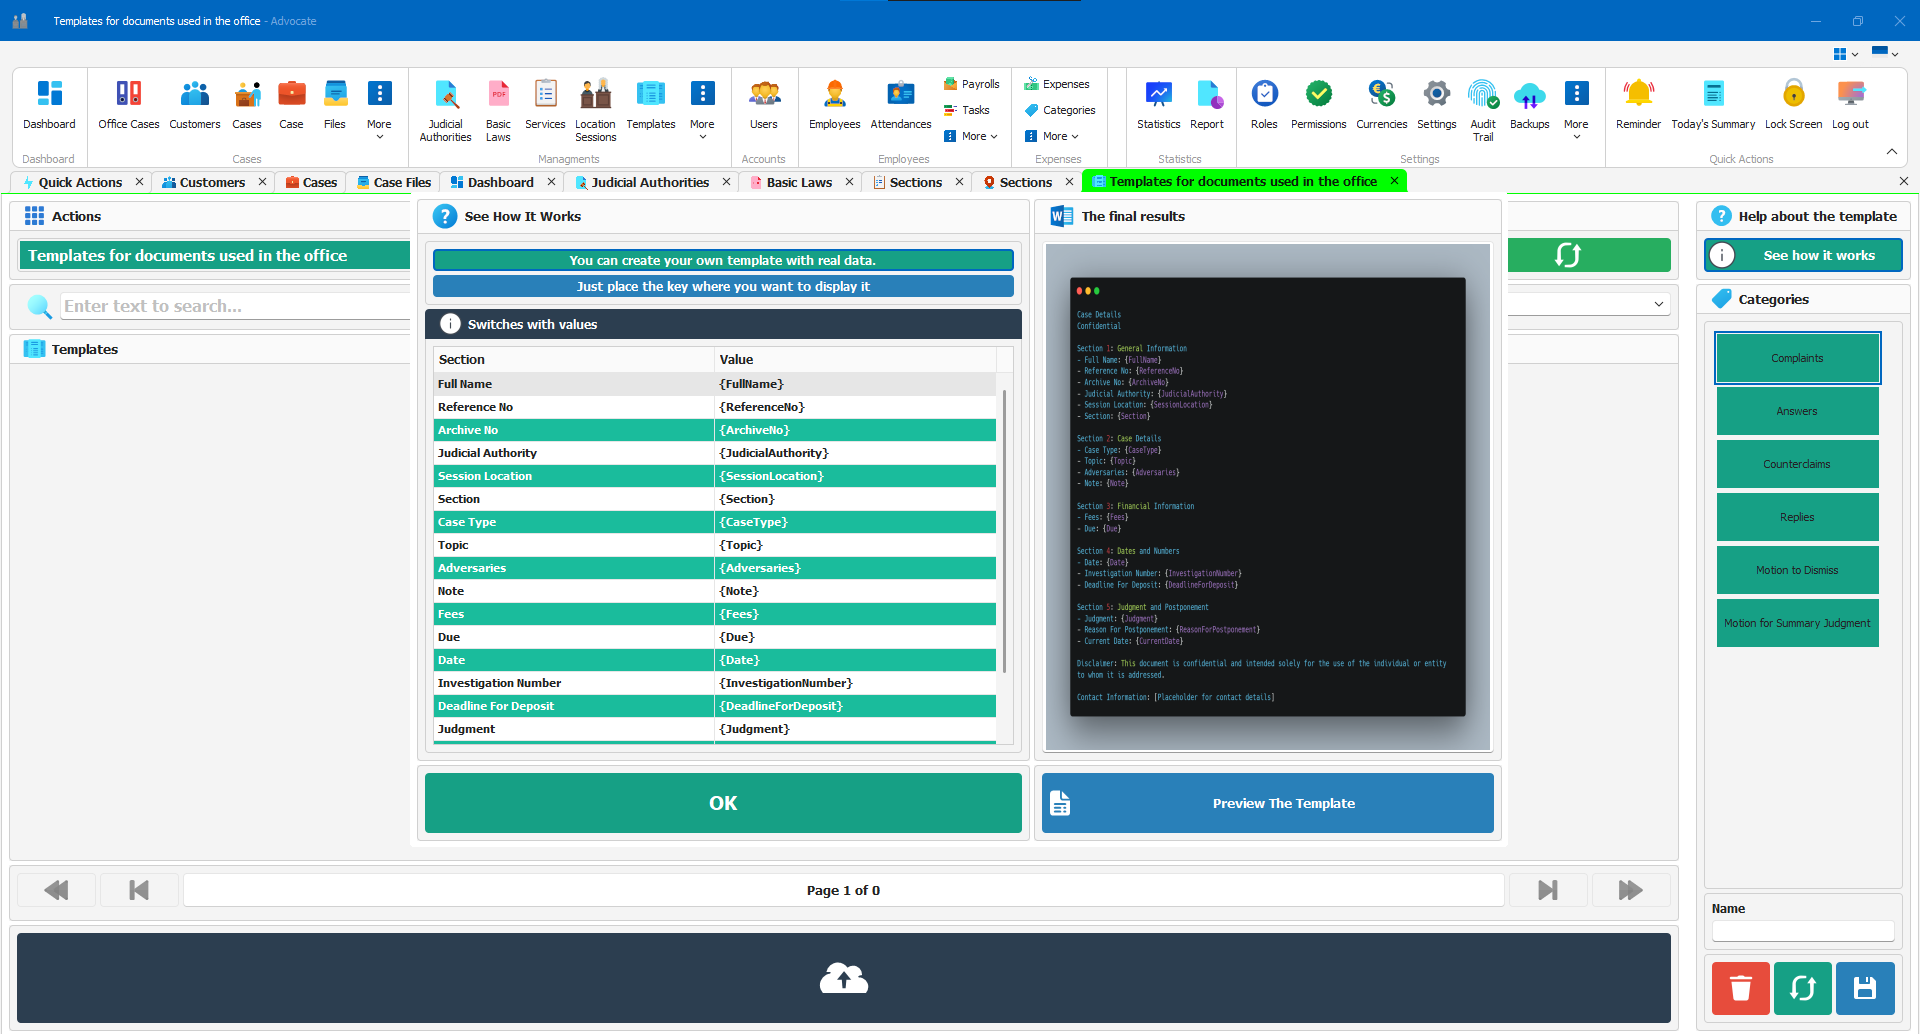 Templates for documents used in the office - Advocate
Dashboard
Office Cases
Customers
Cases
Case
Files
More
Judicial Authorities
Basic Laws
Services
Location Sessions
Templates
More
Users
Employees
Attendances
Payrolls
Tasks
More
Expenses
Categories
More
Statistics
Report
Roles
Permissions
Currencies
Settings
Audit Trail
Backups
More
Reminder
Today's Summary
Lock Screen
Log out
Dashboard
Cases
Managments
Accounts
Employees
Expenses
Statistics
Settings
Quick Actions
Quick Actions
Customers
Cases
Case Files
Dashboard
Judicial Authorities
Basic Laws
Sections
Sections
Templates for documents used in the office
Actions
Templates for documents used in the office
Enter text to search...
Templates
See How It Works
You can create your own template with real data.
Just place the key where you want to display it
Switches with values
Section Value
Full Name {FullName}
Reference No {ReferenceNo}
Archive No {ArchiveNo}
Judicial Authority {JudicialAuthority}
Session Location {SessionLocation}
Section {Section}
Case Type {CaseType}
Topic {Topic}
Adversaries {Adversaries}
Note {Note}
Fees {Fees}
Due {Due}
Date {Date}
Investigation Number {InvestigationNumber}
Deadline For Deposit {DeadlineForDeposit}
Judgment {Judgment}
OK
The final results
Case Details
Confidential
Section 1: General Information
- Full Name: {FullName}
- Reference No: {ReferenceNo}
- Archive No: {ArchiveNo}
- Judicial Authority: {JudicialAuthority}
- Session Location: {SessionLocation}
- Section: {Section}
Section 2: Case Details
- Case Type: {CaseType}
- Topic: {Topic}
- Adversaries: {Adversaries}
- Note: {Note}
Section 3: Financial Information
- Fees: {Fees}
- Due: {Due}
Section 4: Dates and Numbers
- Date: {Date}
- Investigation Number: {InvestigationNumber}
- Deadline For Deposit: {DeadlineForDeposit}
Section 5: Judgment and Postponement
- Judgment: {Judgment}
- Reason For Postponement: {ReasonForPostponement}
- Current Date: {CurrentDate}
Disclaimer: This document is confidential and intended solely for the use of the individual or entity
to whom it is addressed.
Contact Information: [Placeholder for contact details]
Preview The Template
Help about the template
See how it works
Categories
Complaints
Answers
Counterclaims
Replies
Motion to Dismiss
Motion for Summary Judgment
Page 1 of 0
Name